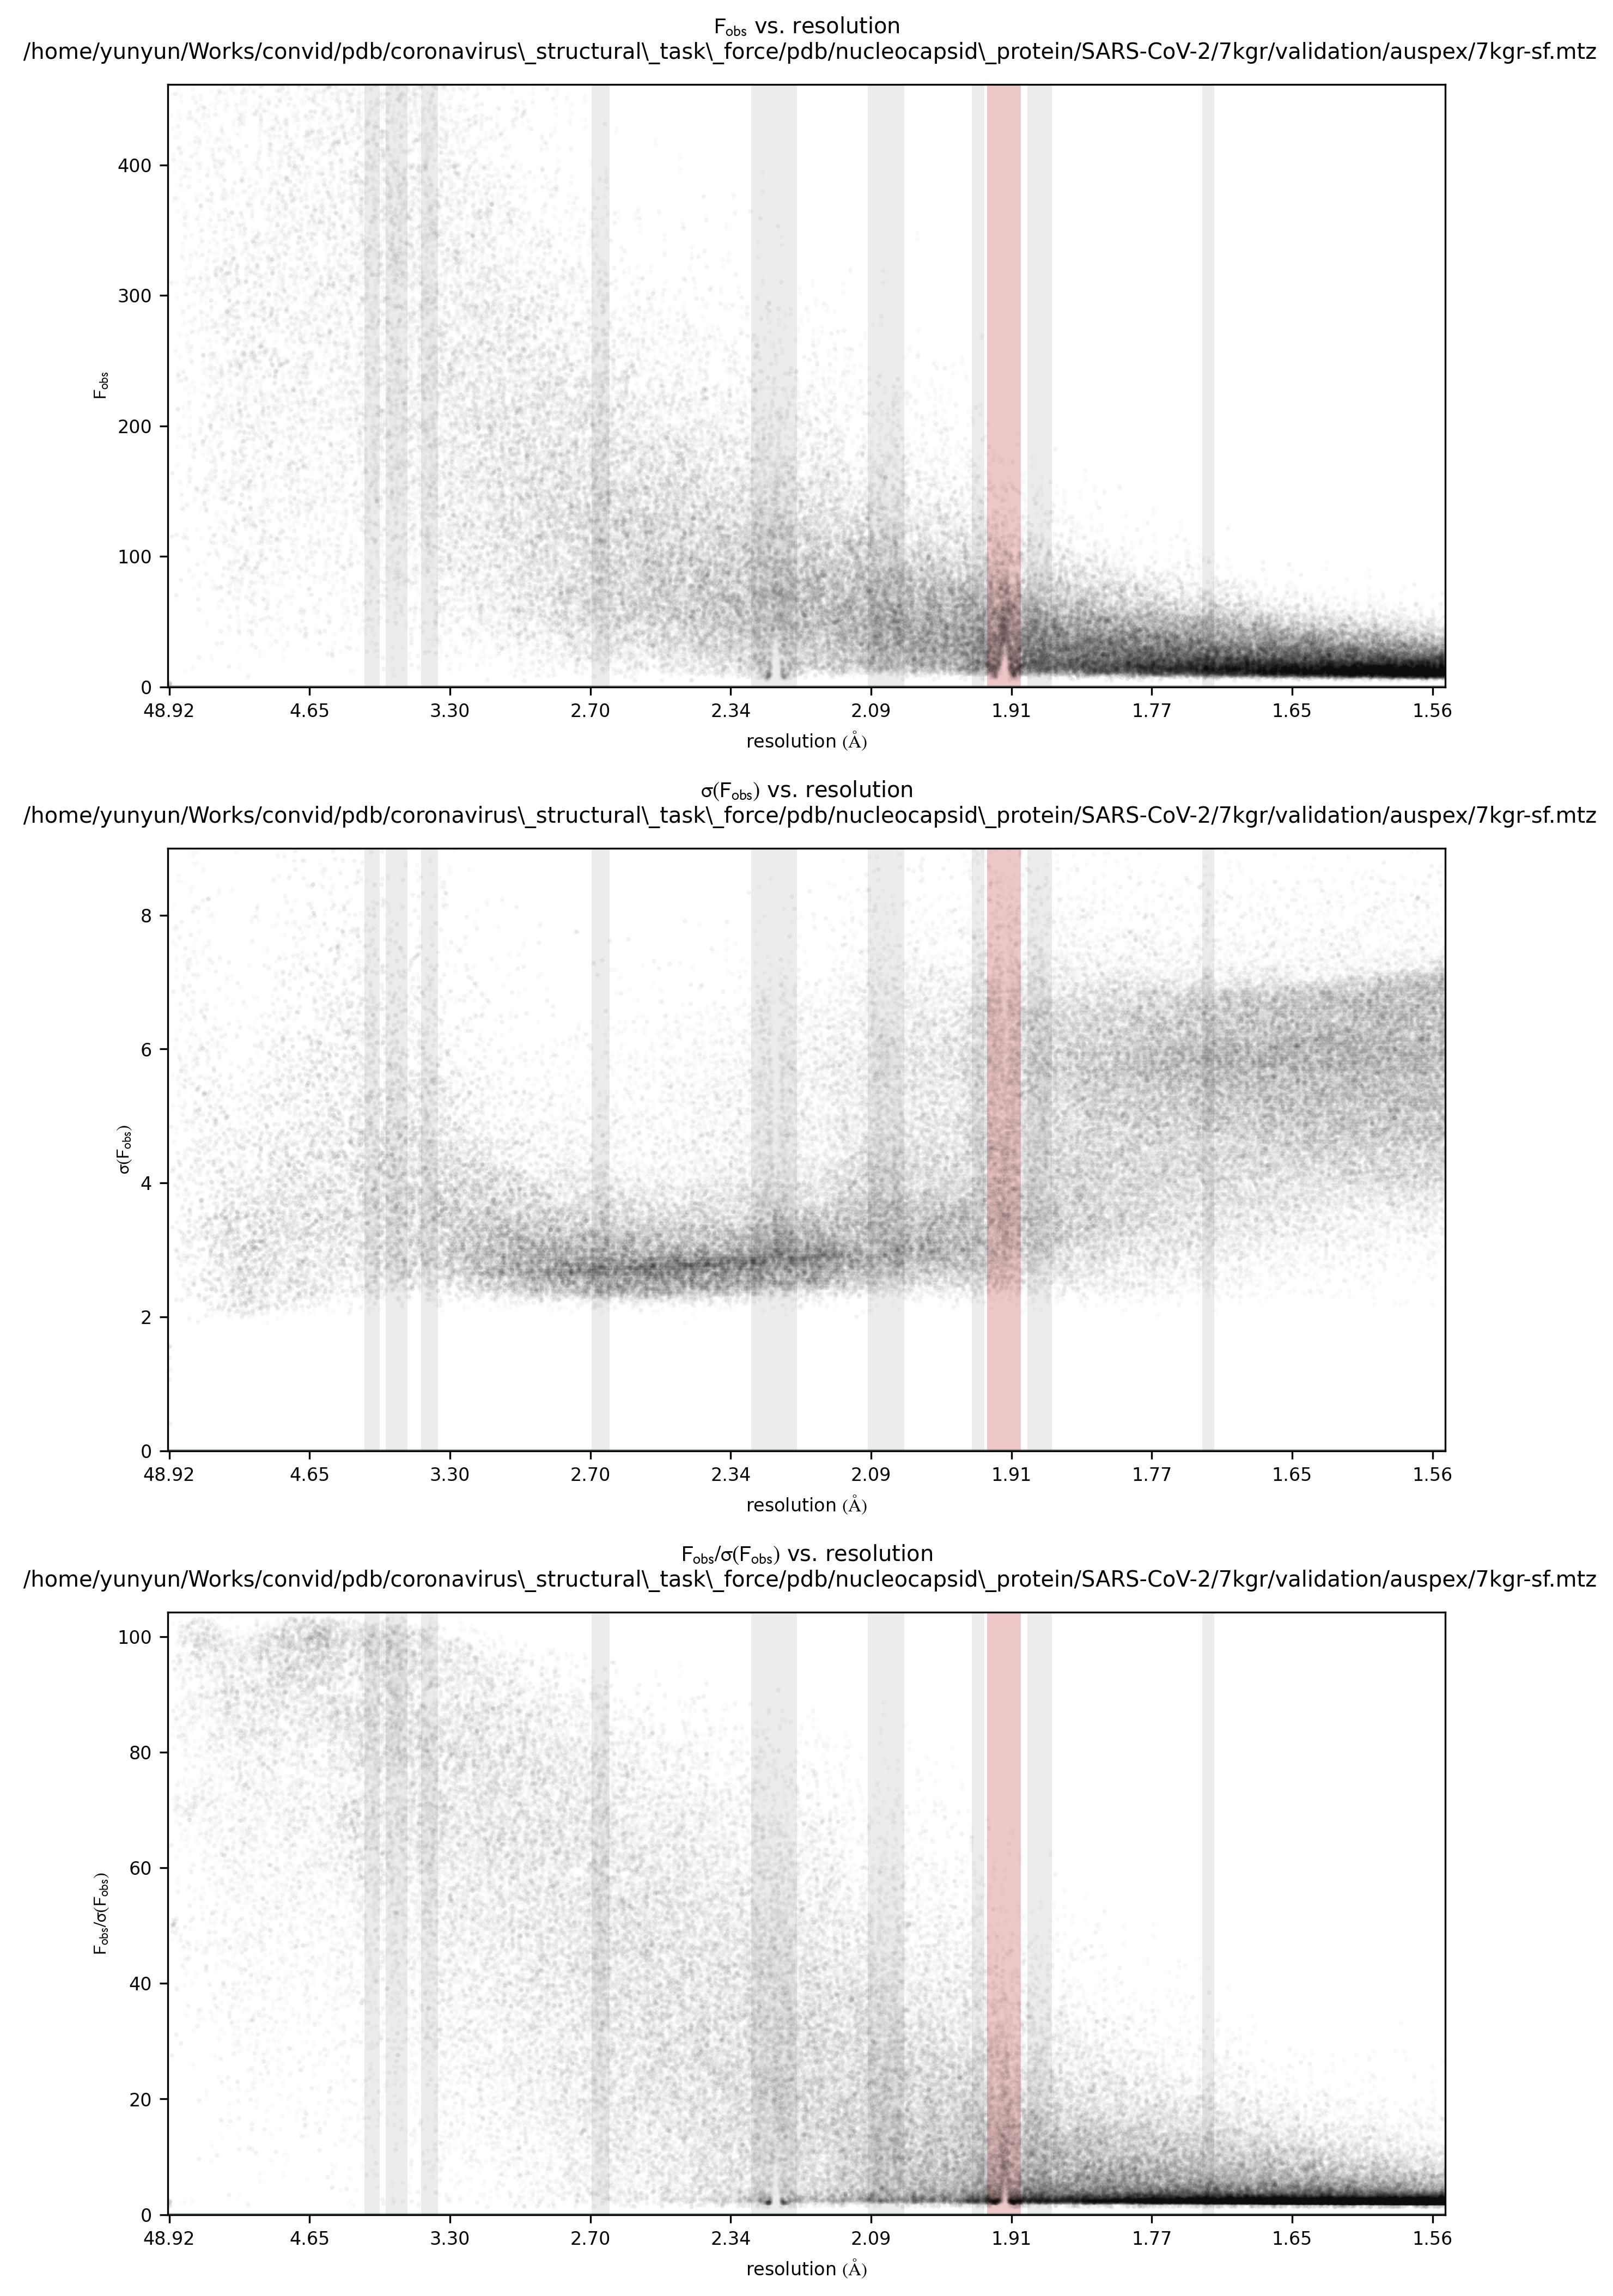 Fobs vs. resolution
/home/yunyun/Works/convid/pdb/coronavirus\_structural\_task\_force/pdb/nucleocapsid\_protein/SARS-CoV-2/7kgr/validation/auspex/7kgr-sf.mtz
400
300
200
100
0
Fobs
48.92 4.65 3.30 2.70 2.34 2.09 1.91 1.77 1.65 1.56
resolution (Å)
σ(Fobs) vs. resolution
/home/yunyun/Works/convid/pdb/coronavirus\_structural\_task\_force/pdb/nucleocapsid\_protein/SARS-CoV-2/7kgr/validation/auspex/7kgr-sf.mtz
8
6
4
2
0
σ(Fobs)
48.92 4.65 3.30 2.70 2.34 2.09 1.91 1.77 1.65 1.56
resolution (Å)
Fobs/σ(Fobs) vs. resolution
/home/yunyun/Works/convid/pdb/coronavirus\_structural\_task\_force/pdb/nucleocapsid\_protein/SARS-CoV-2/7kgr/validation/auspex/7kgr-sf.mtz
100
80
60
40
20
0
Fobs/σ(Fobs)
48.92 4.65 3.30 2.70 2.34 2.09 1.91 1.77 1.65 1.56
resolution (Å)